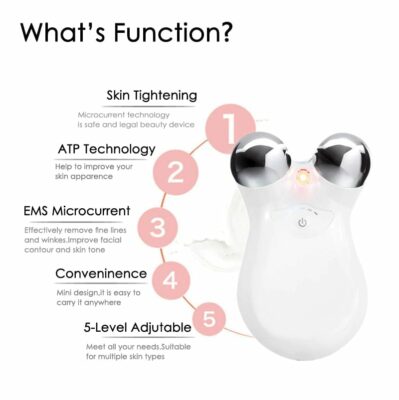 What's Function?
Skin Tightening
Microcurrent technology
is safe and legal beauty device
1
ATP Technology
Help to improve your
skin apparence
2
EMS Microcurrent
Effectively remove fine lines
and winkes.Improve facial
contour and skin tone
3
Conveninence
Mini design,it is easy to
carry it anywhere
4
5-Level Adjutable
Meet all your needs.Suitable
for multiple skin types
5